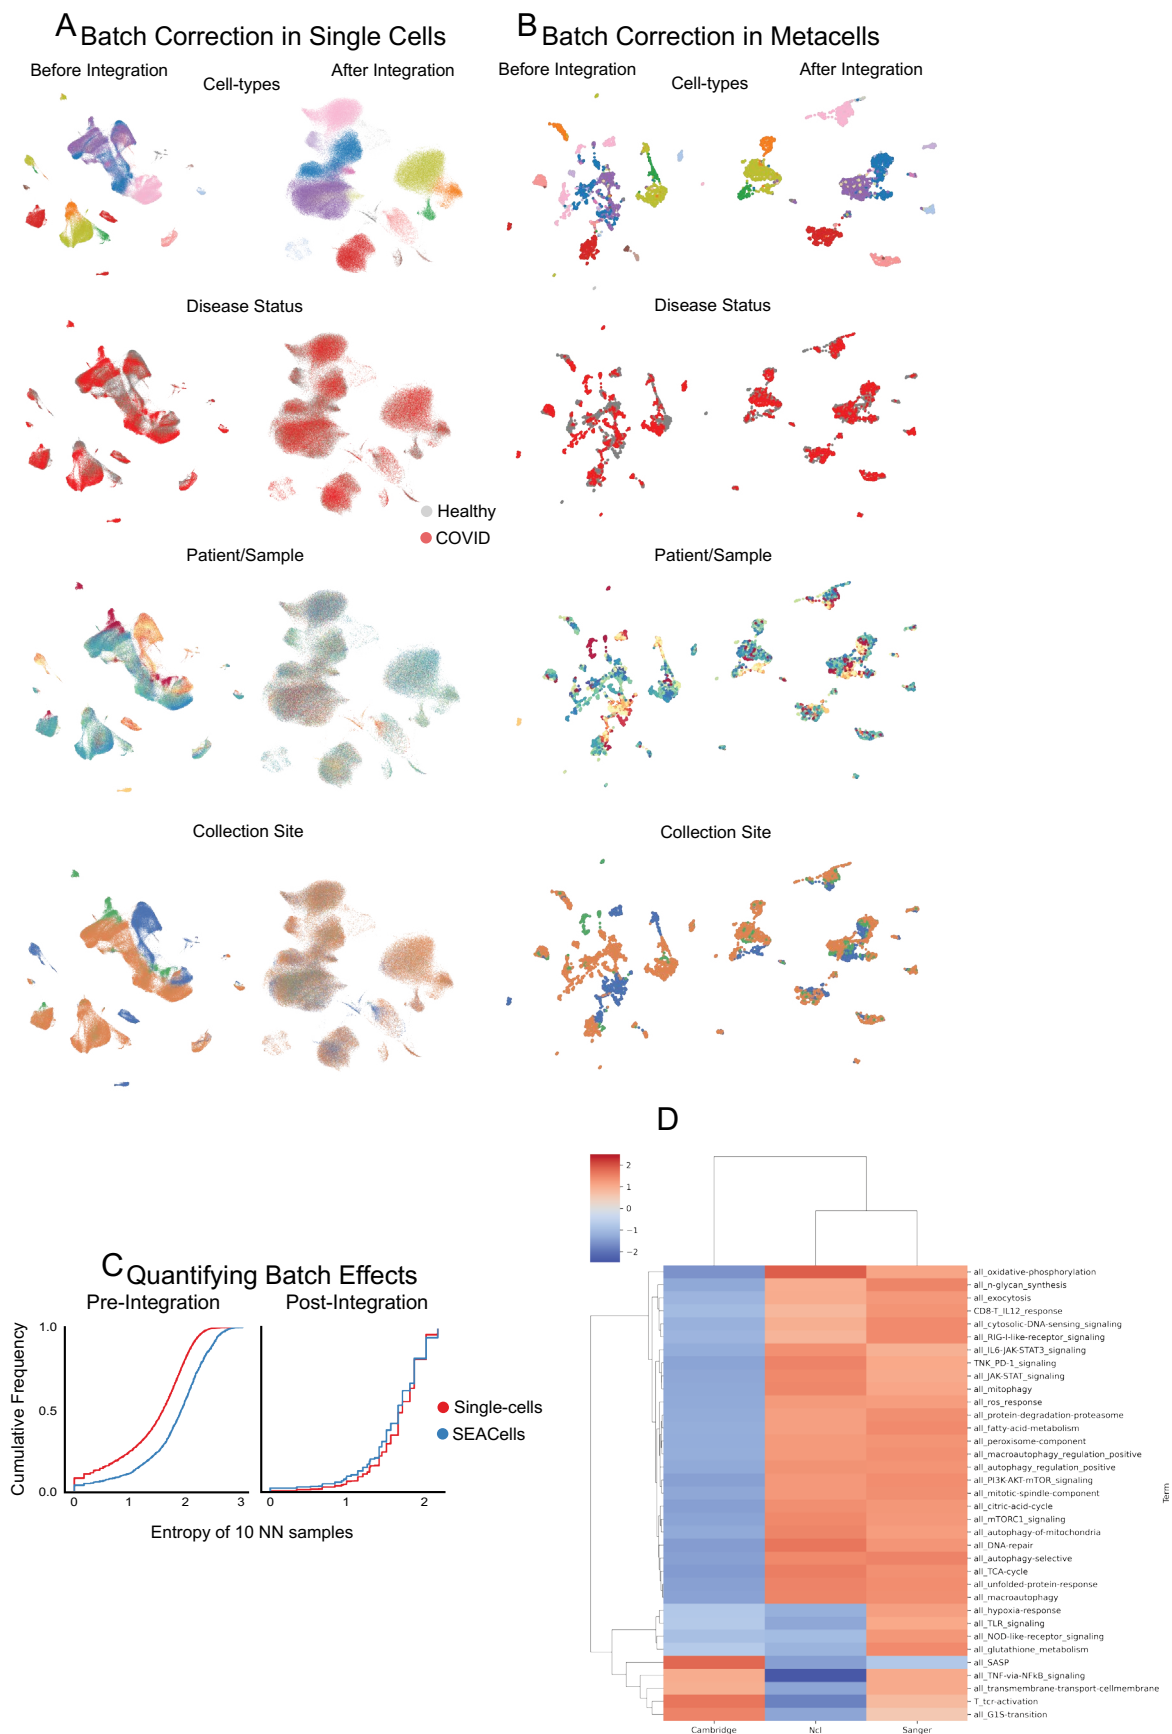 A Batch Correction in Single Cells
Before Integration
Cell-types
After Integration
B Batch Correction in Metacells
Before Integration
Cell-types
After Integration
Disease Status
Disease Status
Healthy
COVID
Patient/Sample
Patient/Sample
Collection Site
Collection Site
C Quantifying Batch Effects
Pre-Integration
Post-Integration
Cumulative Frequency
1.0
0.5
0.0
0 1 2 3
0 1 2
Entropy of 10 NN samples
Single-cells
SEACells
D
2
1
0
−1
−2
all_oxidative-phosphorylation
all_n-glycan_synthesis
all_exocytosis
CD8-T_IL12_response
all_cytosolic-DNA-sensing_signaling
all_RIG-I-like-receptor_signaling
all_IL6-JAK-STAT3_signaling
TNK_PD-1_signaling
all_JAK-STAT_signaling
all_mitophagy
all_ros_response
all_protein-degradation-proteasome
all_fatty-acid-metabolism
all_peroxisome-component
all_macroautophagy_regulation_positive
all_autophagy_regulation_positive
all_PI3K-AKT-mTOR_signaling
all_mitotic-spindle-component
all_citric-acid-cycle
all_mTORC1_signaling
all_autophagy-of-mitochondria
all_DNA-repair
all_autophagy-selective
all_TCA-cycle
all_unfolded-protein-response
all_macroautophagy
all_hypoxia-response
all_TLR_signaling
all_NOD-like-receptor_signaling
all_glutathione_metabolism
all_SASP
all_TNF-via-NFkB_signaling
all_transmembrane-transport-cellmembrane
T_tcr-activation
all_G1S-transition
Term
Cambridge Ncl Sanger